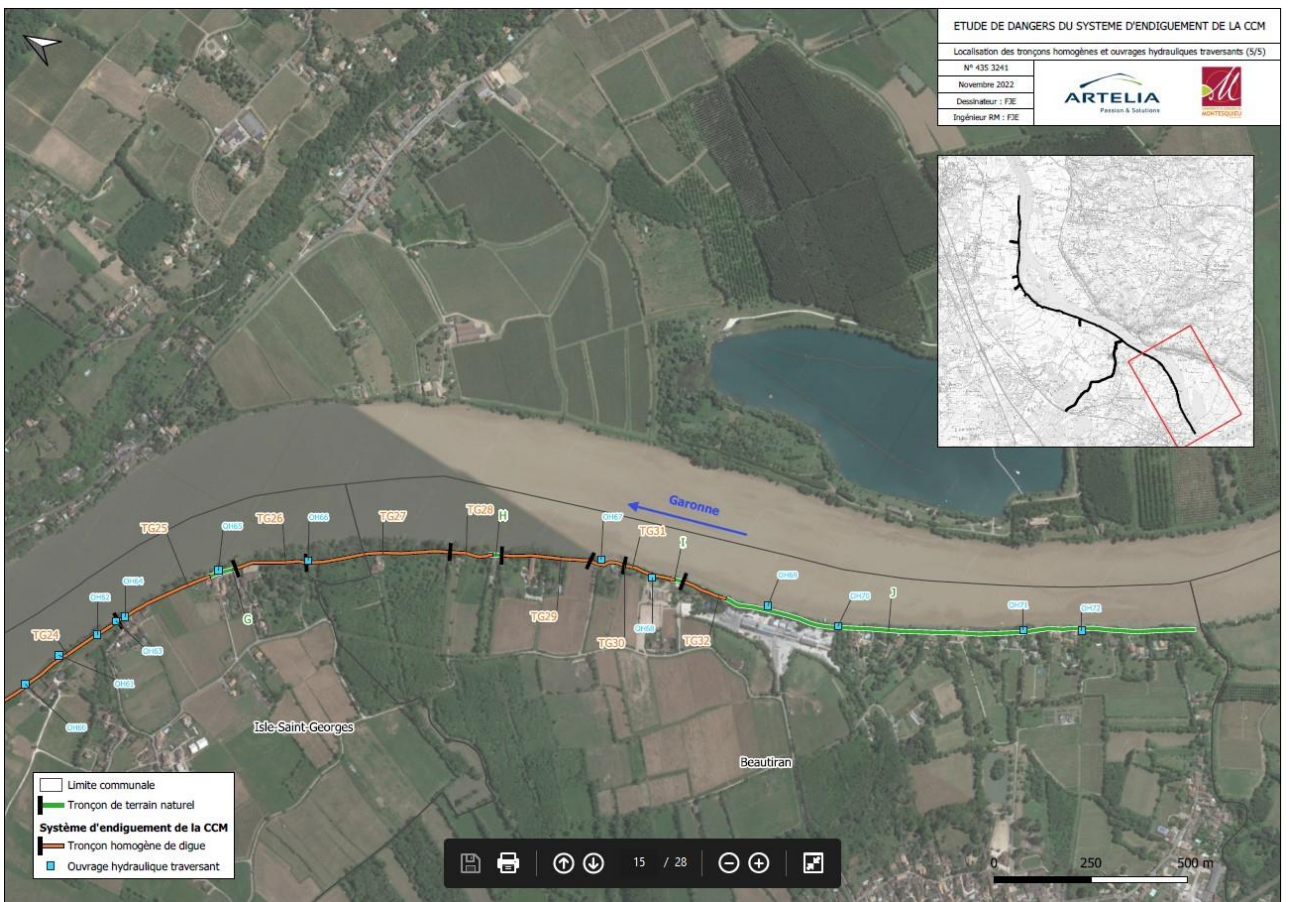 ETUDE DE DANGERS DU SYSTEME D'ENDIGUEMENT DE LA CCM
Localisation des tronçons homogènes et ouvrages hydrauliques traversants (5/5)
N° 435 3241
Novembre 2022
Dessinateur : FJE
Ingénieur RM : FJE
ARTELIA
Passion & Solutions
MONTESQUIEU
Garonne
TG25
OH65
TG26
OH66
TG27
TG28
H
OH67
TG31
I
OH69
OH70
J
OH71
OH72
TG24
OH62
OH64
G
OH63
OH61
OH60
TG29
TG30
OH68
TG32
Isle-Saint-Georges
Beautiran
Limite communale
Tronçon de terrain naturel
Système d'endiguement de la CCM
Tronçon homogène de digue
Ouvrage hydraulique traversant
15 / 28
0 250 500 m